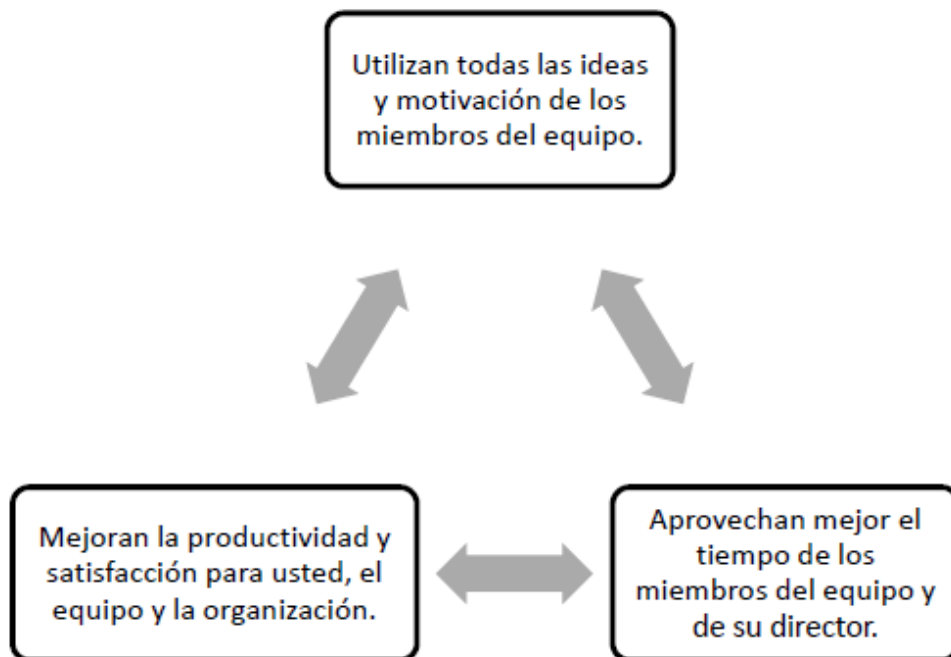 Utilizan todas las ideas
y motivación de los
miembros del equipo.
Mejoran la productividad y
satisfacción para usted, el
equipo y la organización.
Aprovechan mejor el
tiempo de los
miembros del equipo y
de su director.